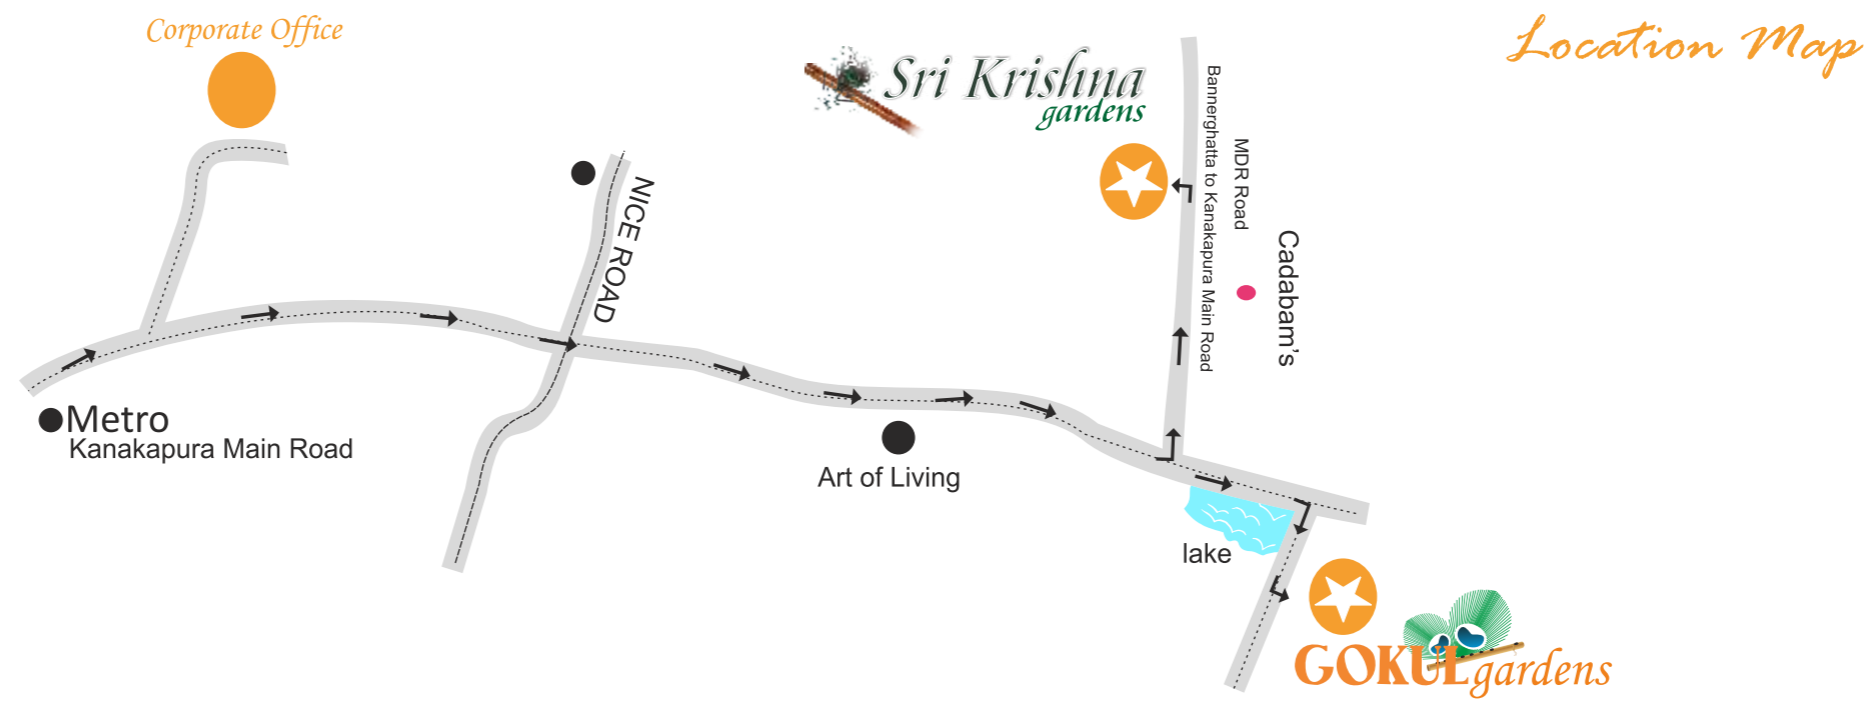 Corporate Office
Location Map
Sri Krishna
gardens
Bannerghatta to Kanakapura Main Road
MDR Road
NICE ROAD
Cadabam's
Metro
Kanakapura Main Road
Art of Living
lake
GOKUL gardens